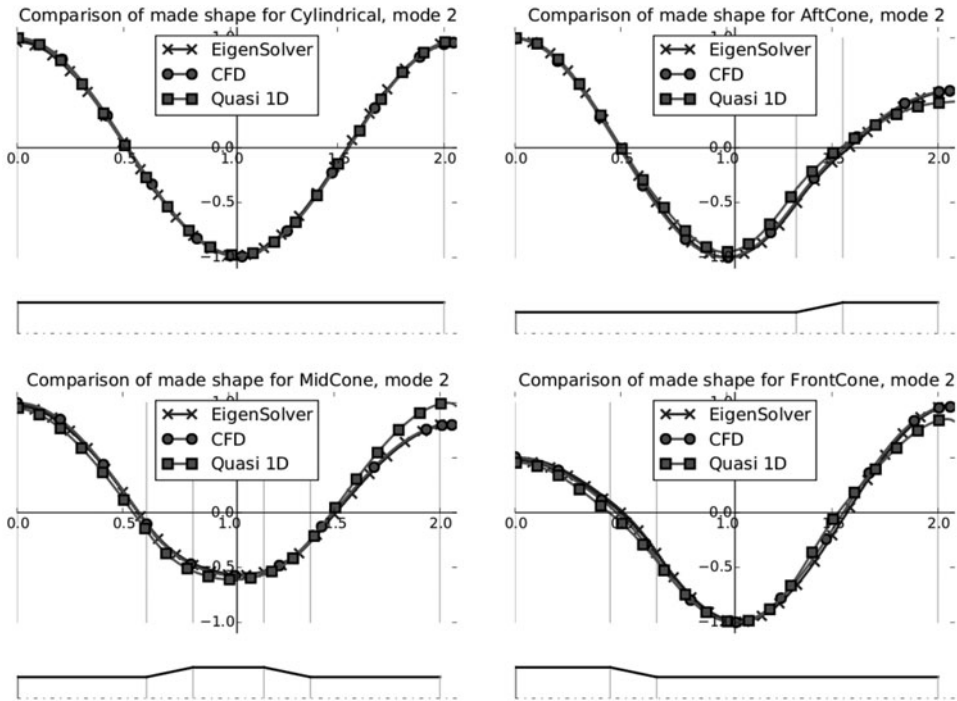 Comparison of made shape for Cylindrical, mode 2
EigenSolver
CFD
Quasi 1D
0.0
0.0 0.5 1.0 2.0
−0.5
Comparison of made shape for AftCone, mode 2
EigenSolver
CFD
Quasi 1D
0.0
0.0 0.5 1.0 2.0
−0.5
Comparison of made shape for MidCone, mode 2
EigenSolver
CFD
Quasi 1D
0.0
0.0 0.5 1.0 1.5 2.0
−0.5
−1.0
Comparison of made shape for FrontCone, mode 2
EigenSolver
CFD
Quasi 1D
0.0
0.0 0.5 1.0 1.5 2.0
−0.5